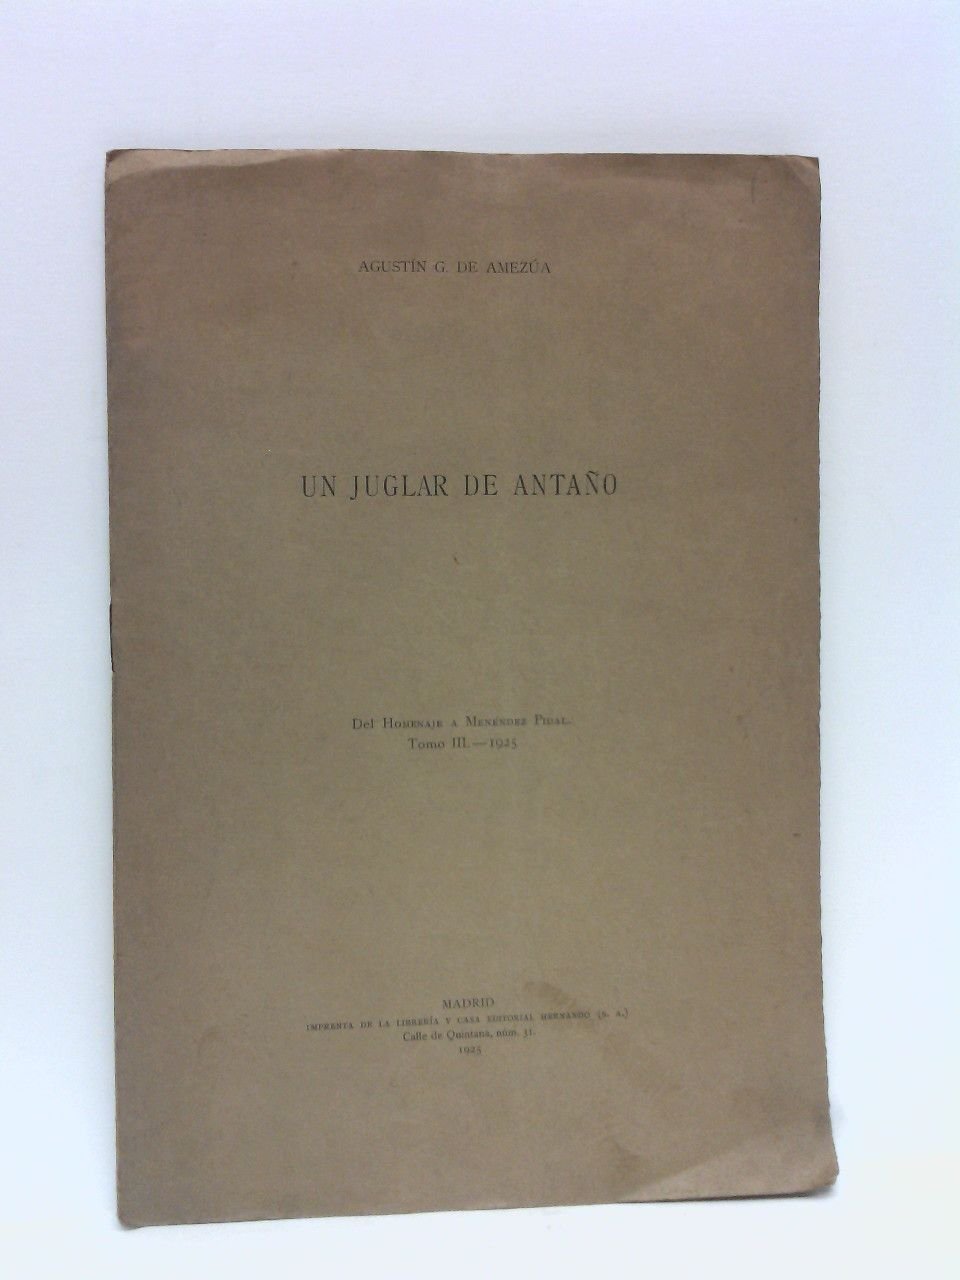 AGUSTÍN G. DE AMEZÚA
UN JUGLAR DE ANTAÑO
Del HOMENAJE A MENÉNDEZ PIDAL.
Tomo III.—1925
MADRID
IMPRENTA DE LA LIBRERÍA Y CASA EDITORIAL HERNANDO (S. A.)
Calle de Quintana, núm. 31.
1925